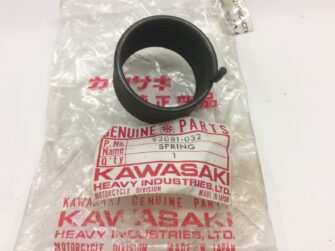 カワサキ
純正部品
GENUINE PARTS
P. No. 92081-032
Name SPRING
Q'ty 1
KAWASAKI
HEAVY INDUSTRIES, LTD.
MOTORCYCLE DIVISION MADE IN JAPAN
KAWASAKI GENUINE PARTS
KAWASAKI
HEAVY INDUSTRIES, LTD.
MOTORCYCLE DIVISION MADE IN JAPAN